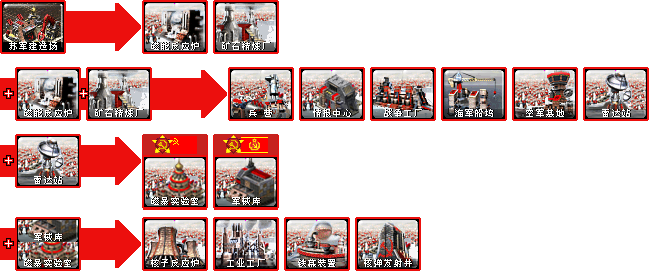 苏军建造场 磁能反应炉 矿石精炼厂
+ 磁能反应炉 + 矿石精炼厂 兵 营 情报中心 战争工厂 海军船坞 空军基地 雷达站
+ 雷达站 磁暴实验室 军械库
军械库
+ 磁暴实验室 核子反应炉 工业工厂 铁幕装置 核弹发射井